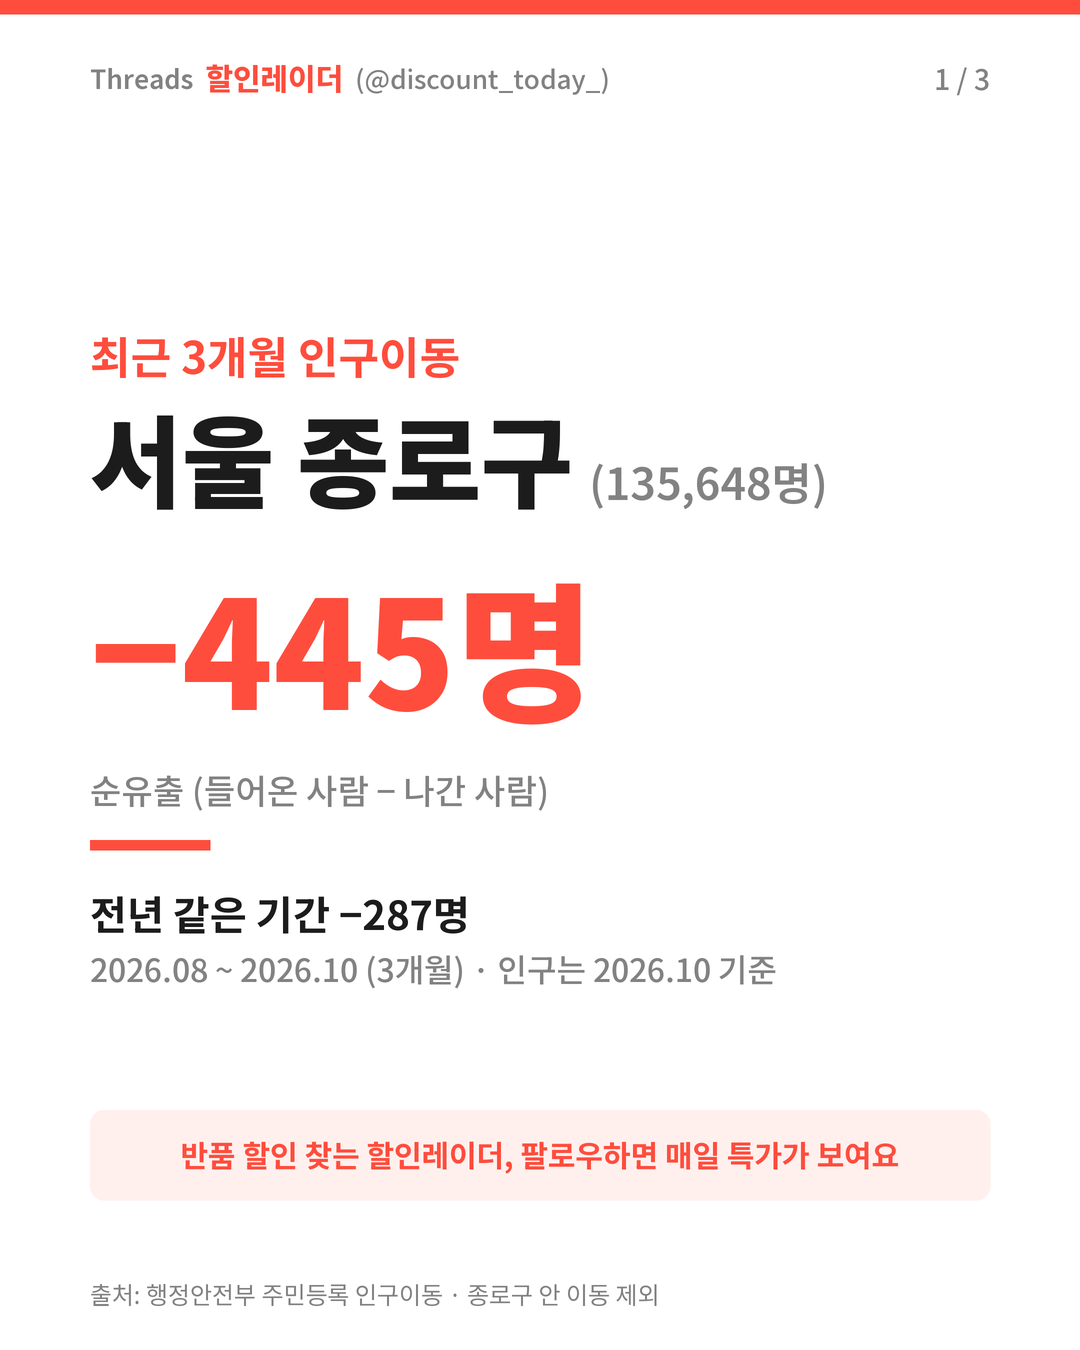 Threads 할인레이더 (@discount_today_)
1 / 3
최근 3개월 인구이동
서울 종로구 (135,648명)
−445명
순유출 (들어온 사람 − 나간 사람)
전년 같은 기간 −287명
2026.08 ~ 2026.10 (3개월) · 인구는 2026.10 기준
반품 할인 찾는 할인레이더, 팔로우하면 매일 특가가 보여요
출처: 행정안전부 주민등록 인구이동 · 종로구 안 이동 제외